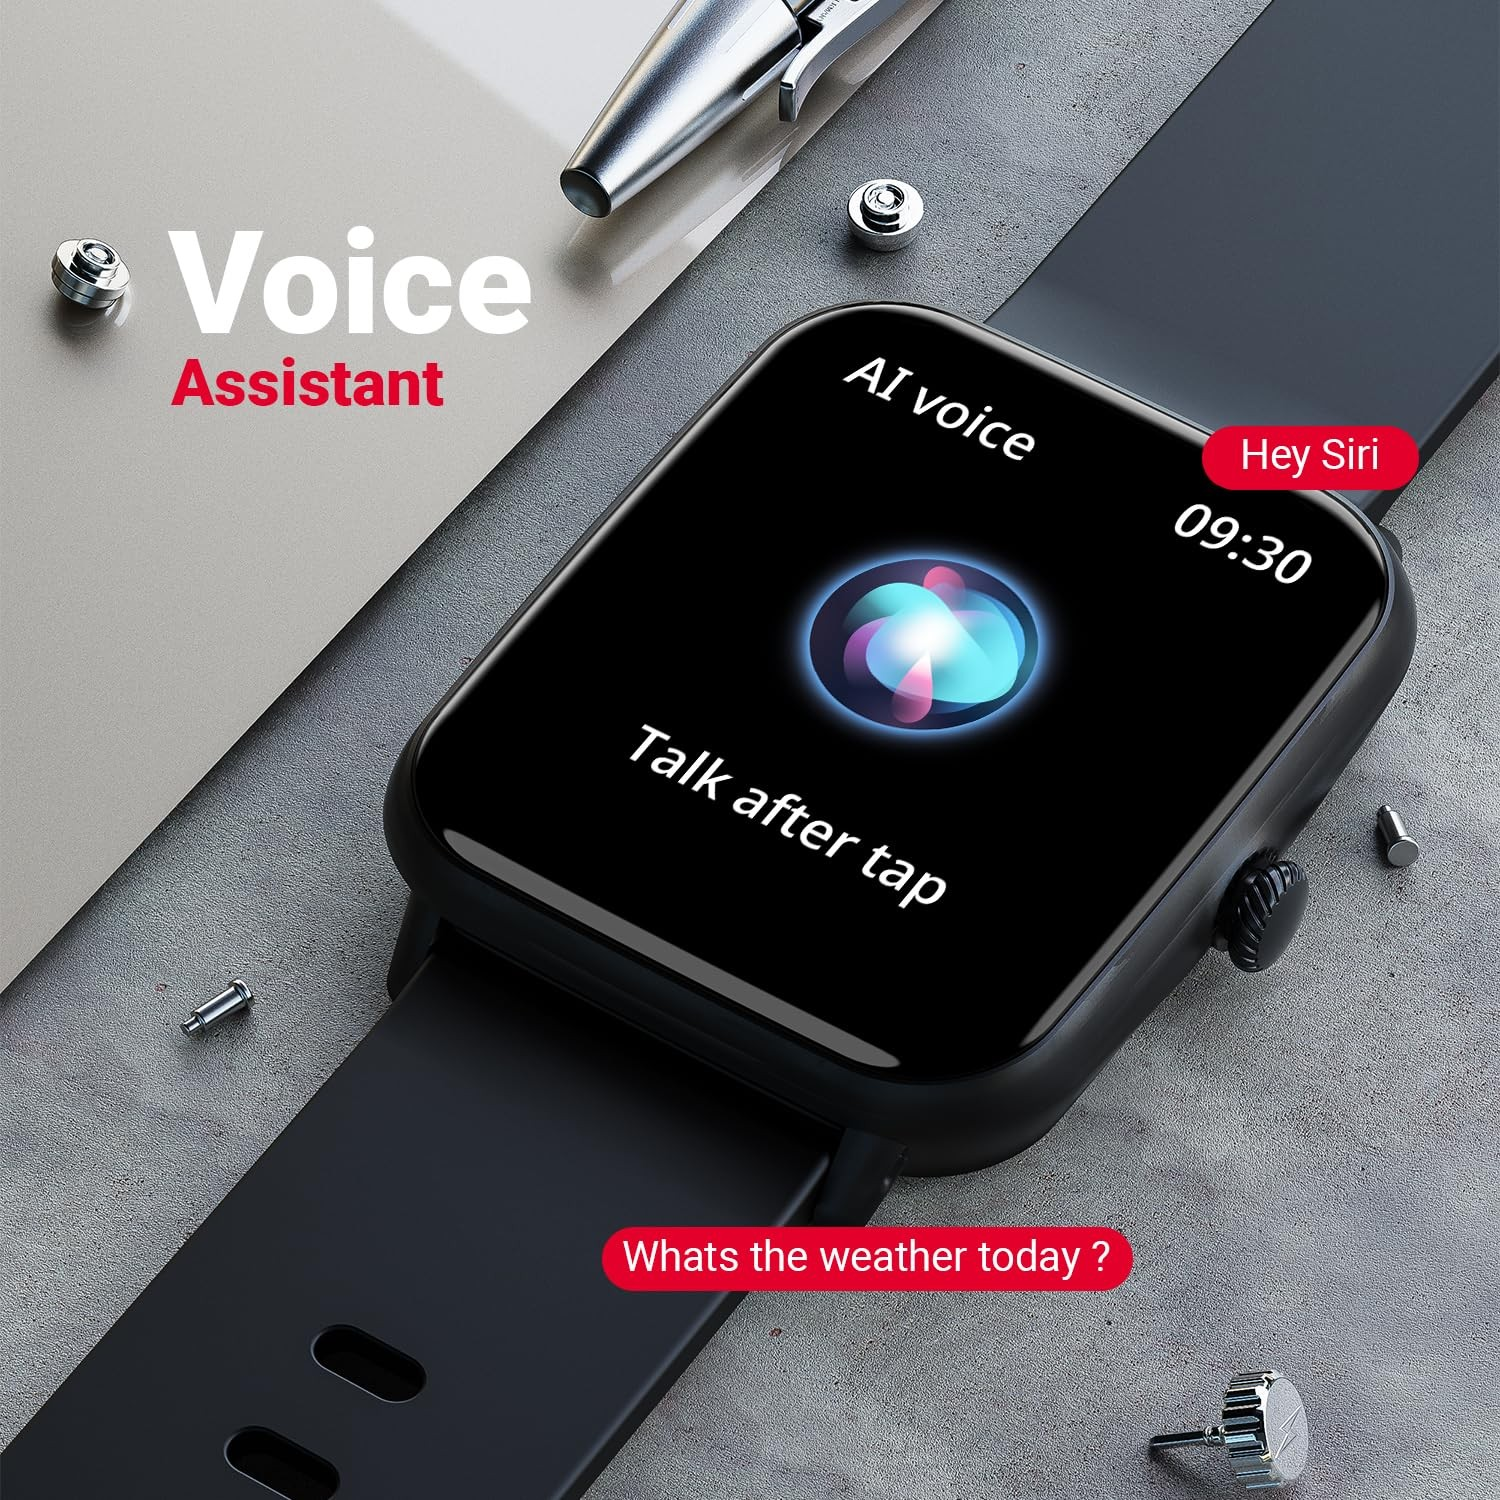 Voice
Assistant
AI voice
Hey Siri
09:30
Talk after tap
Whats the weather today ?